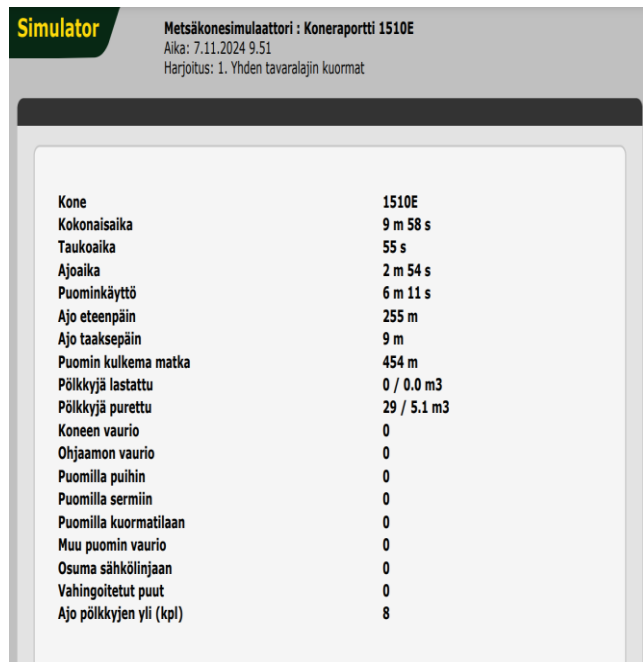 Simulator
Metsäkonesimulaattori : Koneraportti 1510E
Aika: 7.11.2024 9.51
Harjoitus: 1. Yhden tavaralajin kuormat
Kone 1510E
Kokonaisaika 9 m 58 s
Taukoaika 55 s
Ajoaika 2 m 54 s
Puominkäyttö 6 m 11 s
Ajo eteenpäin 255 m
Ajo taaksepäin 9 m
Puomin kulkema matka 454 m
Pölkkyjä lastattu 0 / 0.0 m3
Pölkkyjä purettu 29 / 5.1 m3
Koneen vaurio 0
Ohjaamon vaurio 0
Puomilla puihin 0
Puomilla sermiin 0
Puomilla kuormatilaan 0
Muu puomin vaurio 0
Osuma sähkölinjaan 0
Vahingoitetut puut 0
Ajo pölkkyjen yli (kpl) 8